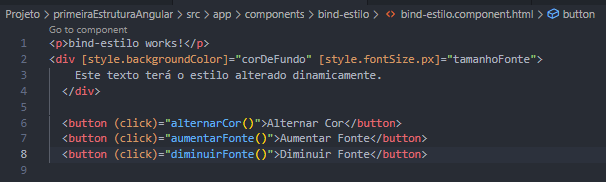 Projeto > primeiraEstruturaAngular > src > app > components > bind-estilo > <> bind-estilo.component.html > button
Go to component
1 <p>bind-estilo works!</p>
2 <div [style.backgroundColor]="corDeFundo" [style.fontSize.px]="tamanhoFonte">
3 Este texto terá o estilo alterado dinamicamente.
4 </div>
5
6 <button (click)="alternarCor()">Alternar Cor</button>
7 <button (click)="aumentarFonte()">Aumentar Fonte</button>
8 <button (click)="diminuirFonte()">Diminuir Fonte</button>
9